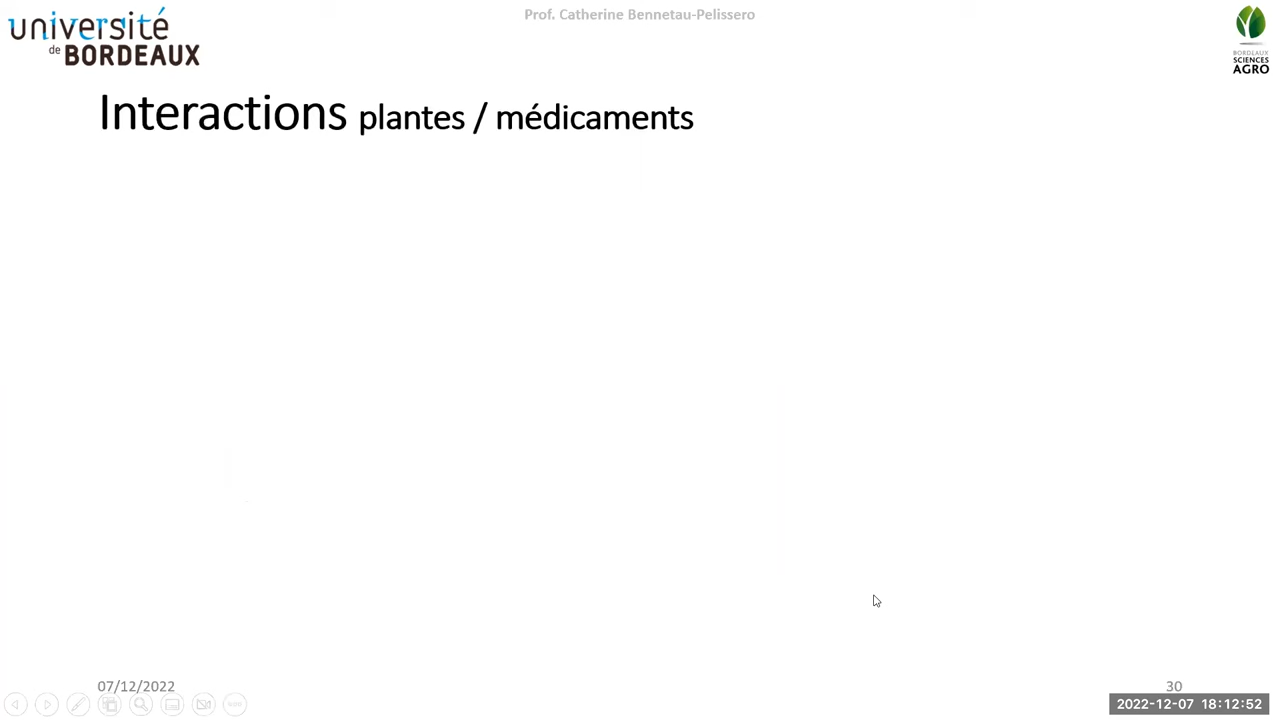 Prof. Catherine Bennetau-Pelissero
université
de BORDEAUX
BORDEAUX
SCIENCES
AGRO
Interactions plantes / médicaments
07/12/2022
30
2022-12-07 18:12:52